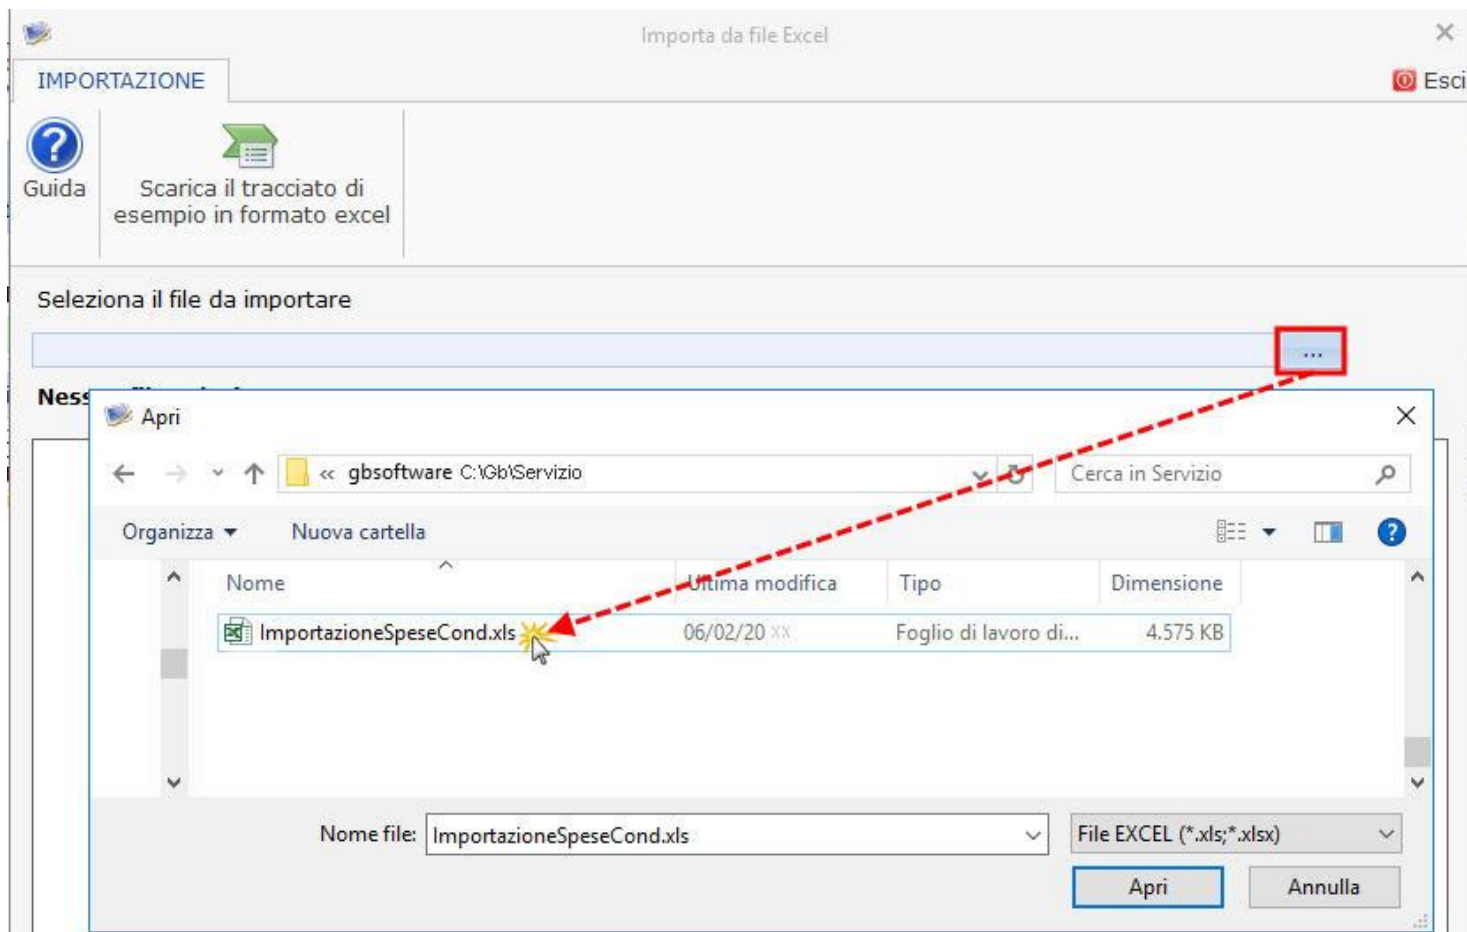 Importa da file Excel
IMPORTAZIONE
Esci
Guida
Scarica il tracciato di
esempio in formato excel
Seleziona il file da importare
...
Apri
« gbsoftware C:\Gb\Servizio
Cerca in Servizio
Organizza
Nuova cartella
Nome
Ultima modifica
Tipo
Dimensione
ImportazioneSpeseCond.xls
06/02/20 xx
Foglio di lavoro di...
4.575 KB
Nome file:
ImportazioneSpeseCond.xls
File EXCEL (*.xls;*.xlsx)
Apri
Annulla